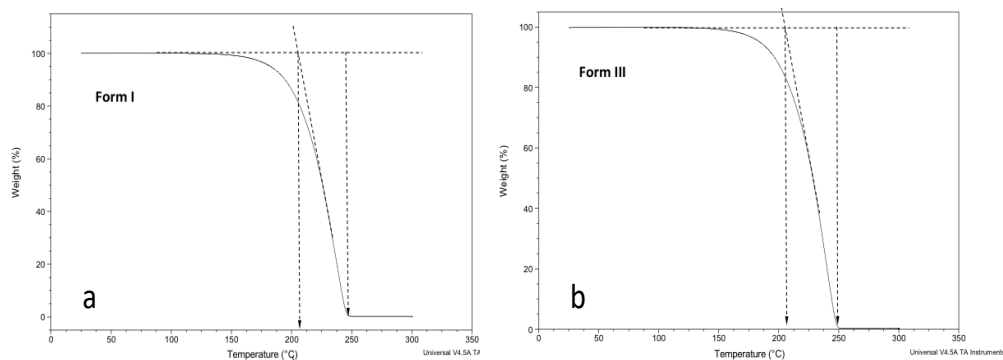 100
80
60
40
20
0
Weight (%)
Form I
a
0 50 100 150 200 250 300 350
Temperature (°C)
Universal V4.5A TA
100
80
60
40
20
0
Weight (%)
Form III
b
0 50 100 150 200 250 300 350
Temperature (°C)
Universal V4.5A TA Instruments